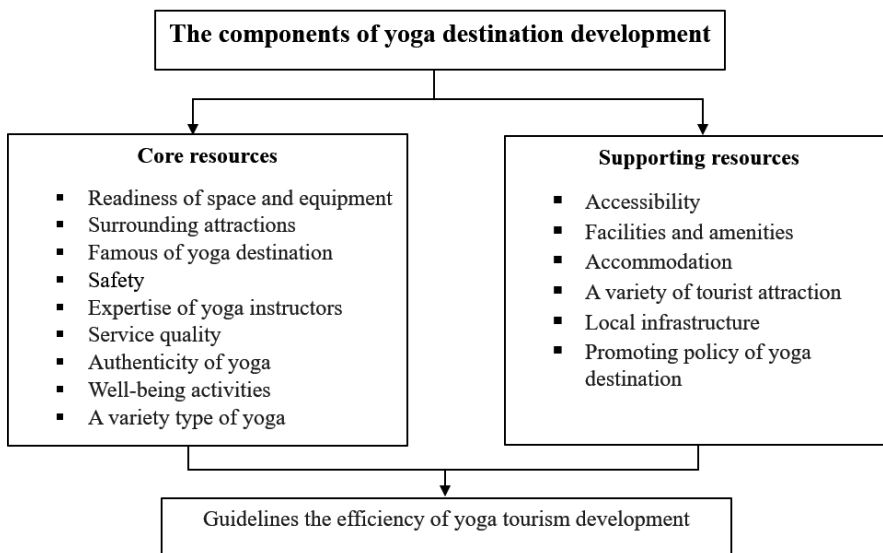 The components of yoga destination development
Core resources
▪ Readiness of space and equipment
▪ Surrounding attractions
▪ Famous of yoga destination
▪ Safety
▪ Expertise of yoga instructors
▪ Service quality
▪ Authenticity of yoga
▪ Well-being activities
▪ A variety type of yoga
Supporting resources
▪ Accessibility
▪ Facilities and amenities
▪ Accommodation
▪ A variety of tourist attraction
▪ Local infrastructure
▪ Promoting policy of yoga
destination
Guidelines the efficiency of yoga tourism development